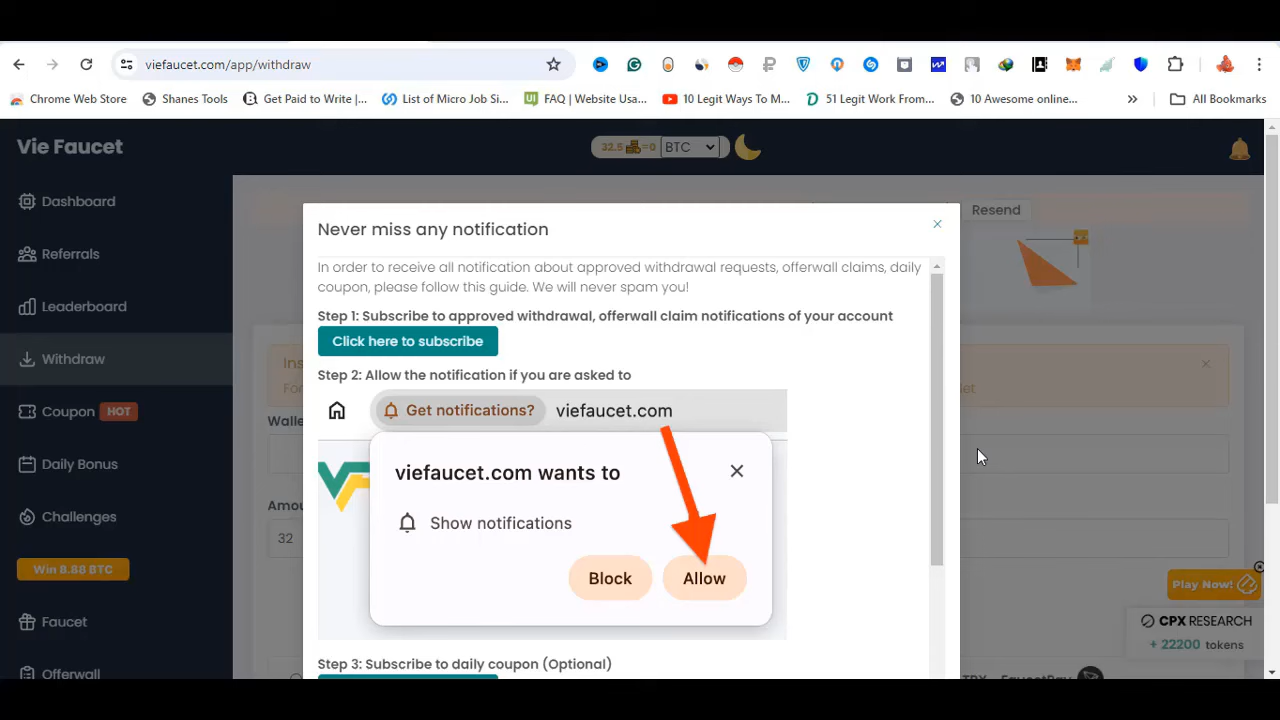 viefaucet.com/app/withdraw
Chrome Web Store
Shanes Tools
Get Paid to Write |...
List of Micro Job Si...
FAQ | Website Usa...
10 Legit Ways To M...
51 Legit Work From...
10 Awesome online...
All Bookmarks
Vie Faucet
32.5 =0 BTC
Dashboard
Referrals
Leaderboard
Withdraw
Coupon HOT
Daily Bonus
Challenges
Win 8.88 BTC
Faucet
Offerwall
Resend
Never miss any notification
In order to receive all notification about approved withdrawal requests, offerwall claims, daily
coupon, please follow this guide. We will never spam you!
Step 1: Subscribe to approved withdrawal, offerwall claim notifications of your account
Click here to subscribe
Step 2: Allow the notification if you are asked to
Get notifications? viefaucet.com
viefaucet.com wants to
Show notifications
Block
Allow
Step 3: Subscribe to daily coupon (Optional)
32
Play Now!
CPX RESEARCH
+ 22200 tokens